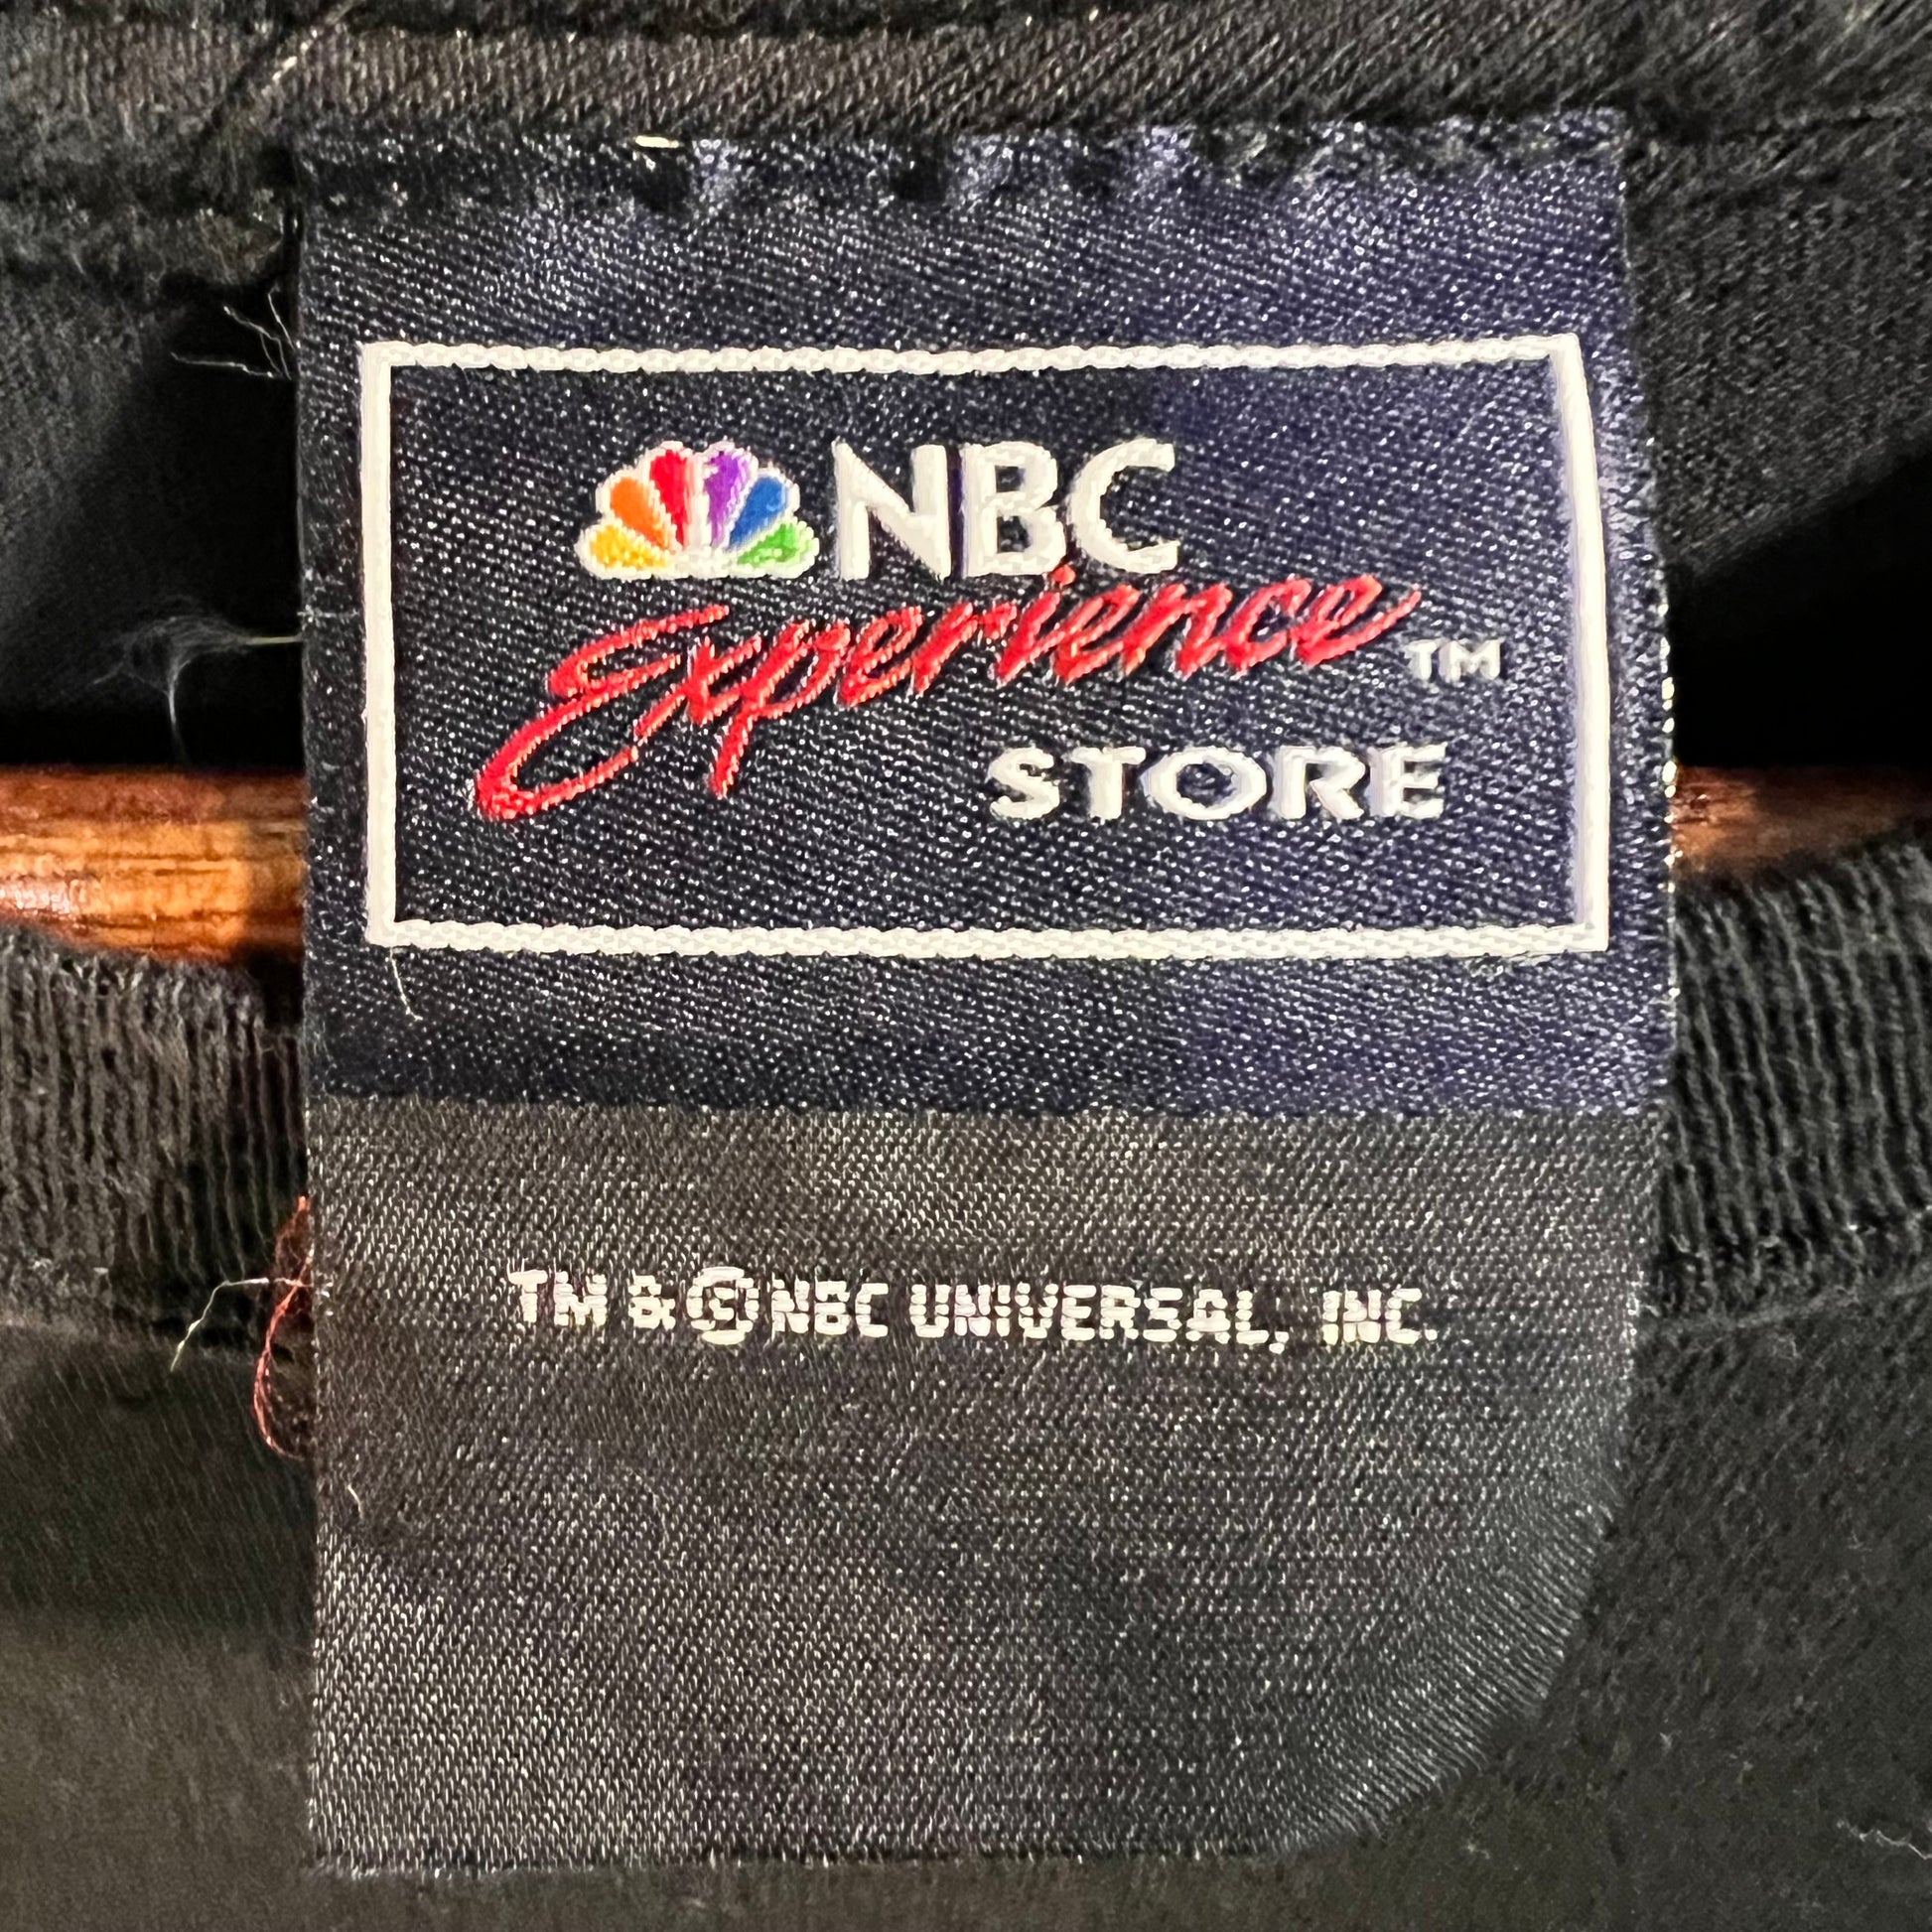 NBC
Experience™
STORE
TM & © NBC UNIVERSAL, INC.